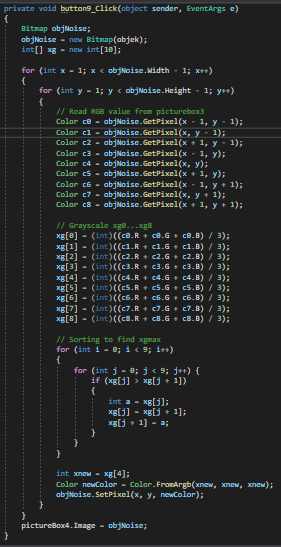 private void button9_Click(object sender, EventArgs e)
{
Bitmap objNoise;
objNoise = new Bitmap(objek);
int[] xg = new int[10];
for (int x = 1; x < objNoise.Width - 1; x++)
{
for (int y = 1; y < objNoise.Height - 1; y++)
{
// Read RGB value from picturebox3
Color c0 = objNoise.GetPixel(x - 1, y - 1);
Color c1 = objNoise.GetPixel(x, y - 1);
Color c2 = objNoise.GetPixel(x + 1, y - 1);
Color c3 = objNoise.GetPixel(x - 1, y);
Color c4 = objNoise.GetPixel(x, y);
Color c5 = objNoise.GetPixel(x + 1, y);
Color c6 = objNoise.GetPixel(x - 1, y + 1);
Color c7 = objNoise.GetPixel(x, y + 1);
Color c8 = objNoise.GetPixel(x + 1, y + 1);
// Grayscale xg0...xg8
xg[0] = (int)((c0.R + c0.G + c0.B) / 3);
xg[1] = (int)((c1.R + c1.G + c1.B) / 3);
xg[2] = (int)((c2.R + c2.G + c2.B) / 3);
xg[3] = (int)((c3.R + c3.G + c3.B) / 3);
xg[4] = (int)((c4.R + c4.G + c4.B) / 3);
xg[5] = (int)((c5.R + c5.G + c5.B) / 3);
xg[6] = (int)((c6.R + c6.G + c6.B) / 3);
xg[7] = (int)((c7.R + c7.G + c7.B) / 3);
xg[8] = (int)((c8.R + c8.G + c8.B) / 3);
// Sorting to find xgmax
for (int i = 0; i < 9; i++)
{
for (int j = 0; j < 9; j++) {
if (xg[j] > xg[j + 1])
{
int a = xg[j];
xg[j] = xg[j + 1];
xg[j + 1] = a;
}
}
}
int xnew = xg[4];
Color newColor = Color.FromArgb(xnew, xnew, xnew);
objNoise.SetPixel(x, y, newColor);
}
}
pictureBox4.Image = objNoise;
}